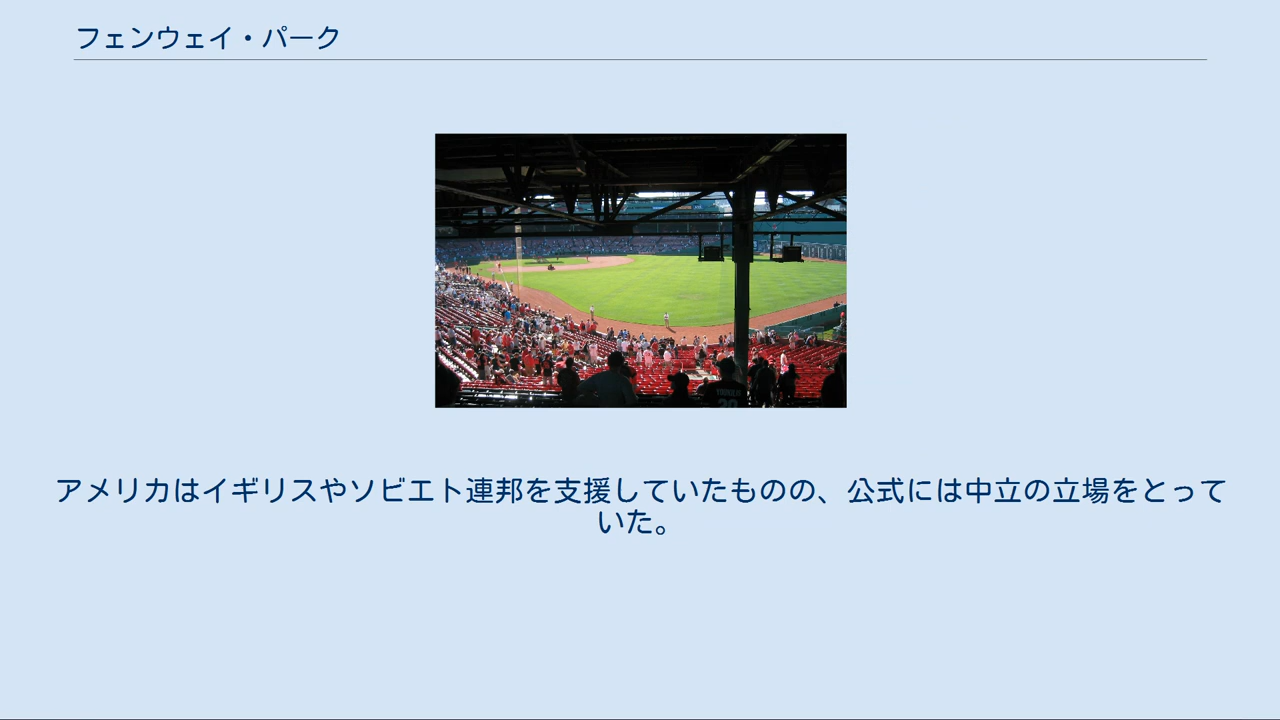 フェンウェイ・パーク
アメリカはイギリスやソビエト連邦を支援していたものの、公式には中立の立場をとって
いた。